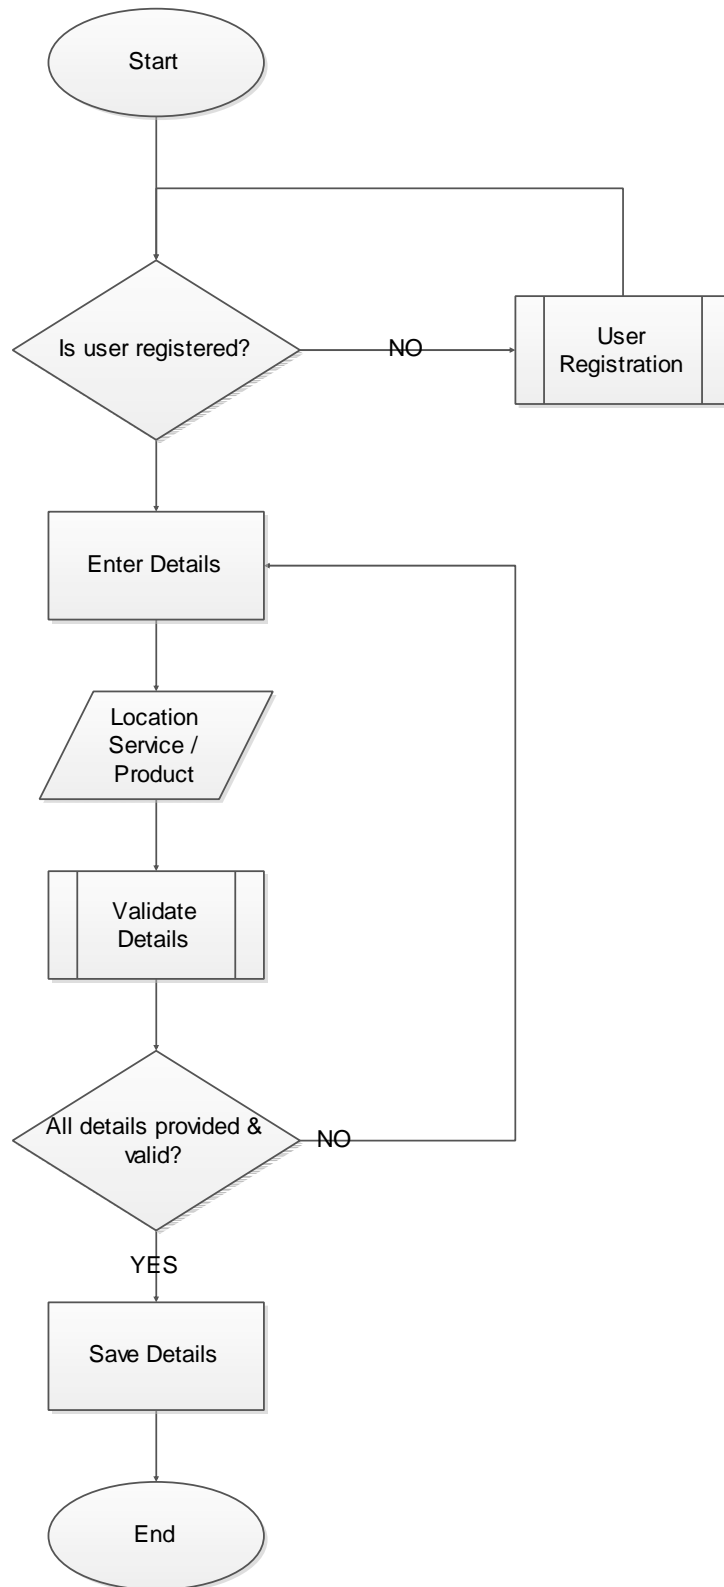 Start
Is user registered?
NO
User
Registration
Enter Details
Location
Service /
Product
Validate
Details
All details provided &
valid?
NO
YES
Save Details
End